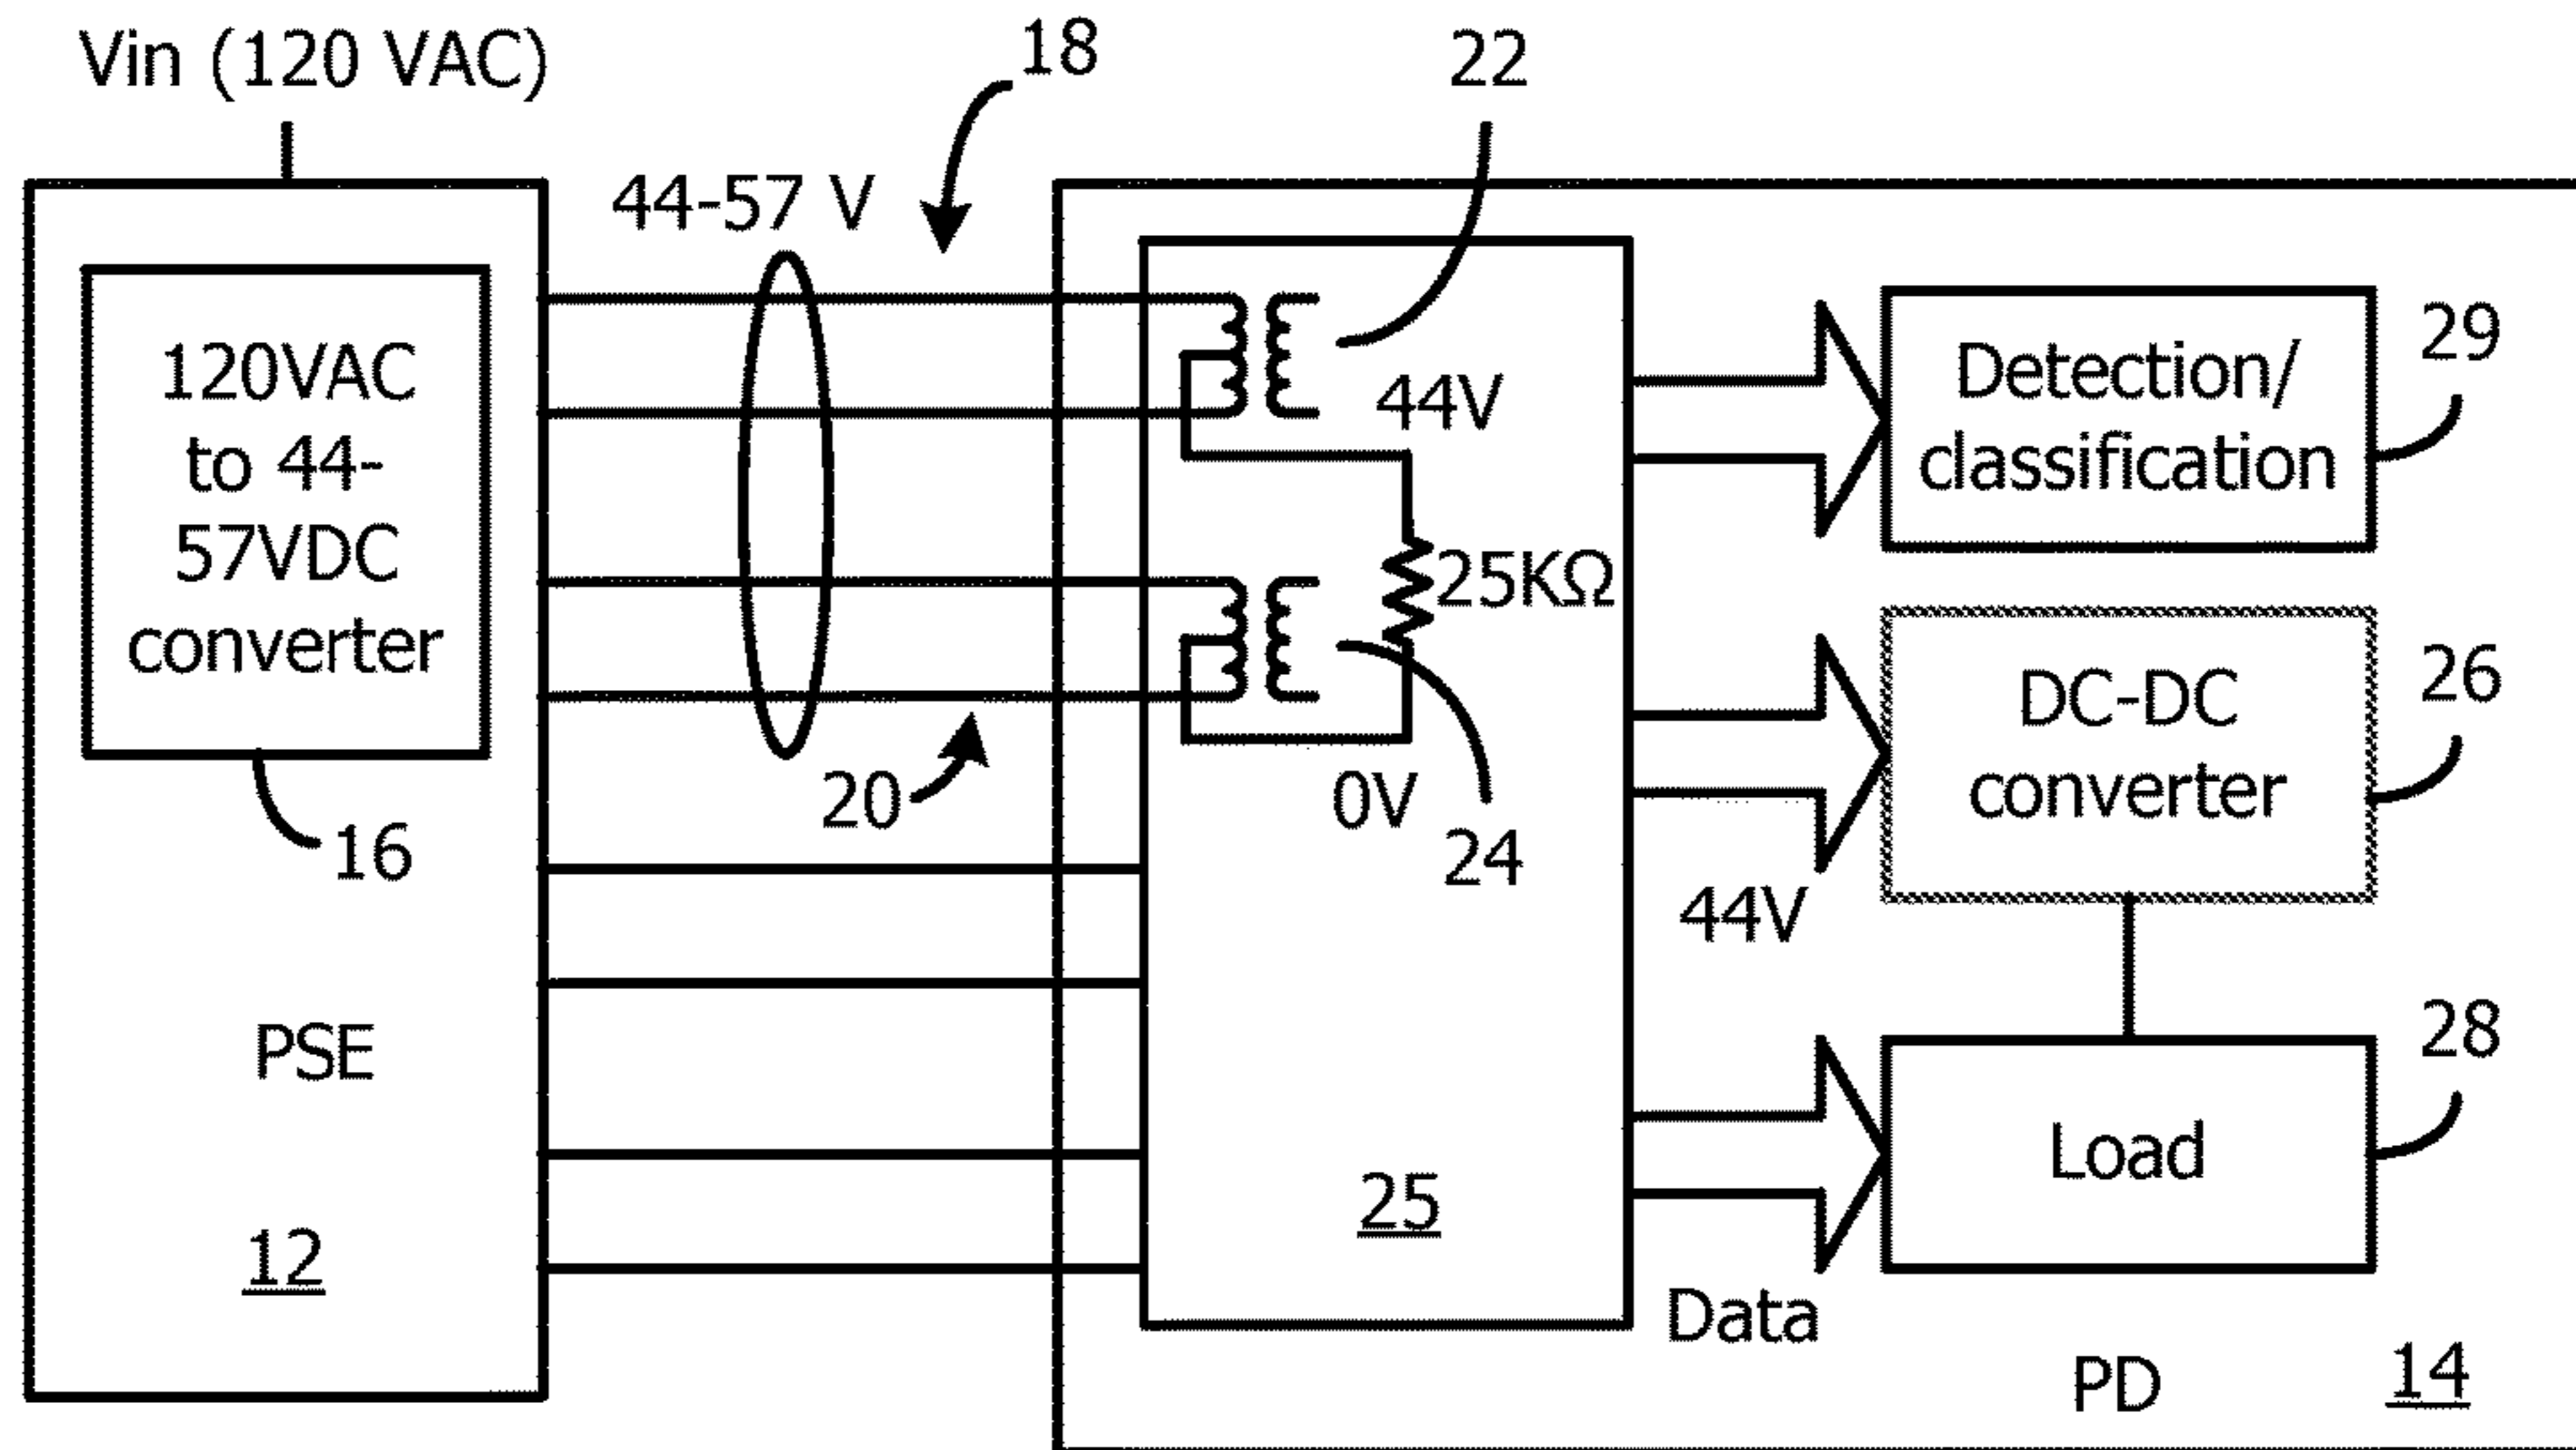 Vin (120 VAC)
18
22
44-57 V
120VAC
to 44-
57VDC
converter
16
PSE
12
20
44V
25KΩ
0V
24
25
Detection/
classification
29
DC-DC
converter
26
44V
Load
28
Data
PD
14